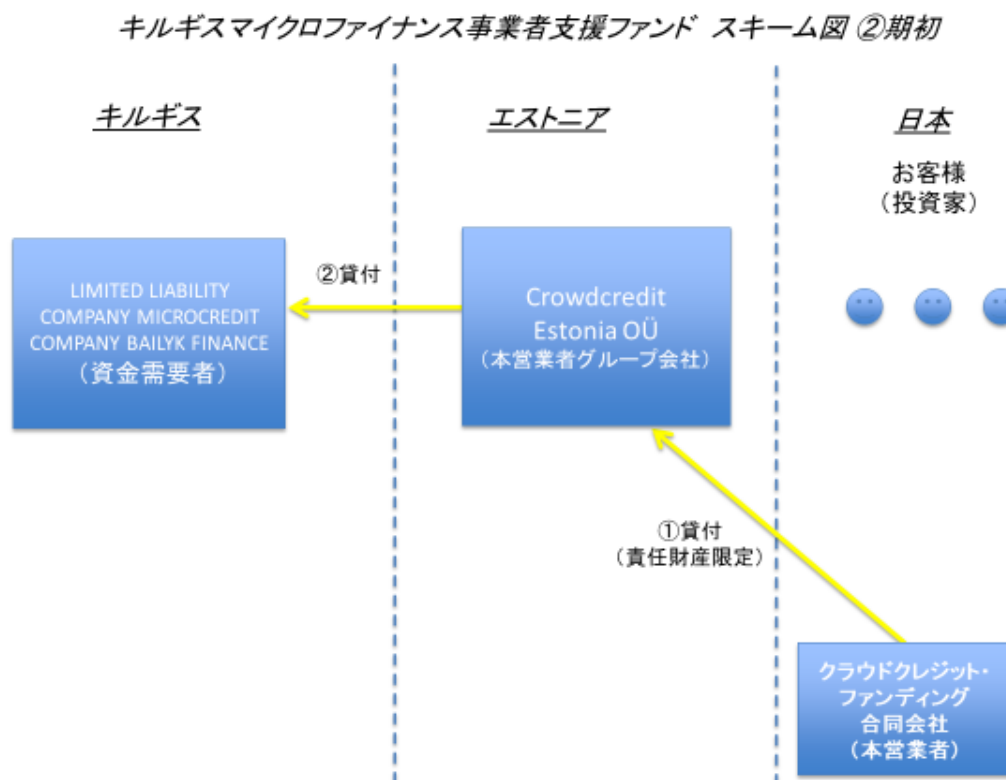 キルギスマイクロファイナンス事業者支援ファンド スキーム図 ②期初
キルギス
エストニア
日本
お客様
（投資家）
②貸付
LIMITED LIABILITY
COMPANY MICROCREDIT
COMPANY BAILYK FINANCE
（資金需要者）
Crowdcredit
Estonia OÜ
（本営業者グループ会社）
①貸付
（責任財産限定）
クラウドクレジット・
ファンディング
合同会社
（本営業者）